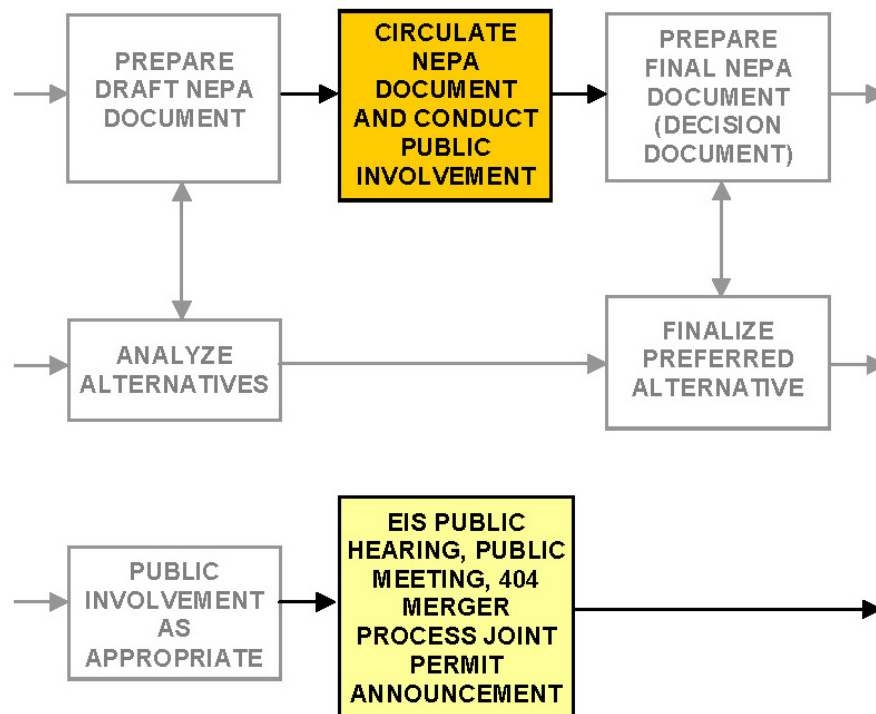 PREPARE
DRAFT NEPA
DOCUMENT
CIRCULATE
NEPA
DOCUMENT
AND CONDUCT
PUBLIC
INVOLVEMENT
PREPARE
FINAL NEPA
DOCUMENT
(DECISION
DOCUMENT)
ANALYZE
ALTERNATIVES
FINALIZE
PREFERRED
ALTERNATIVE
PUBLIC
INVOLVEMENT
AS
APPROPRIATE
EIS PUBLIC
HEARING, PUBLIC
MEETING, 404
MERGER
PROCESS JOINT
PERMIT
ANNOUNCEMENT